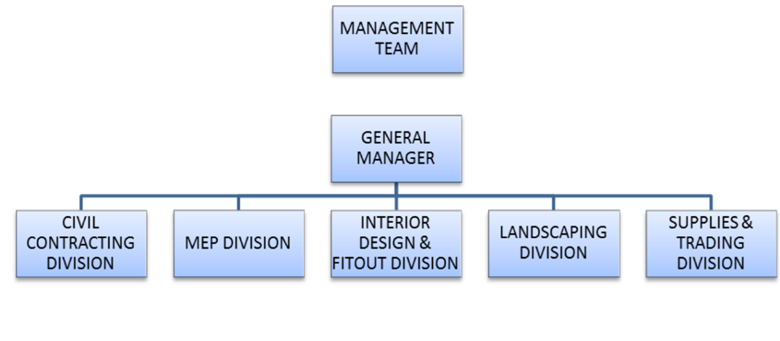 MANAGEMENT
TEAM
GENERAL
MANAGER
CIVIL
CONTRACTING
DIVISION
MEP DIVISION
INTERIOR
DESIGN &
FITOUT DIVISION
LANDSCAPING
DIVISION
SUPPLIES &
TRADING
DIVISION